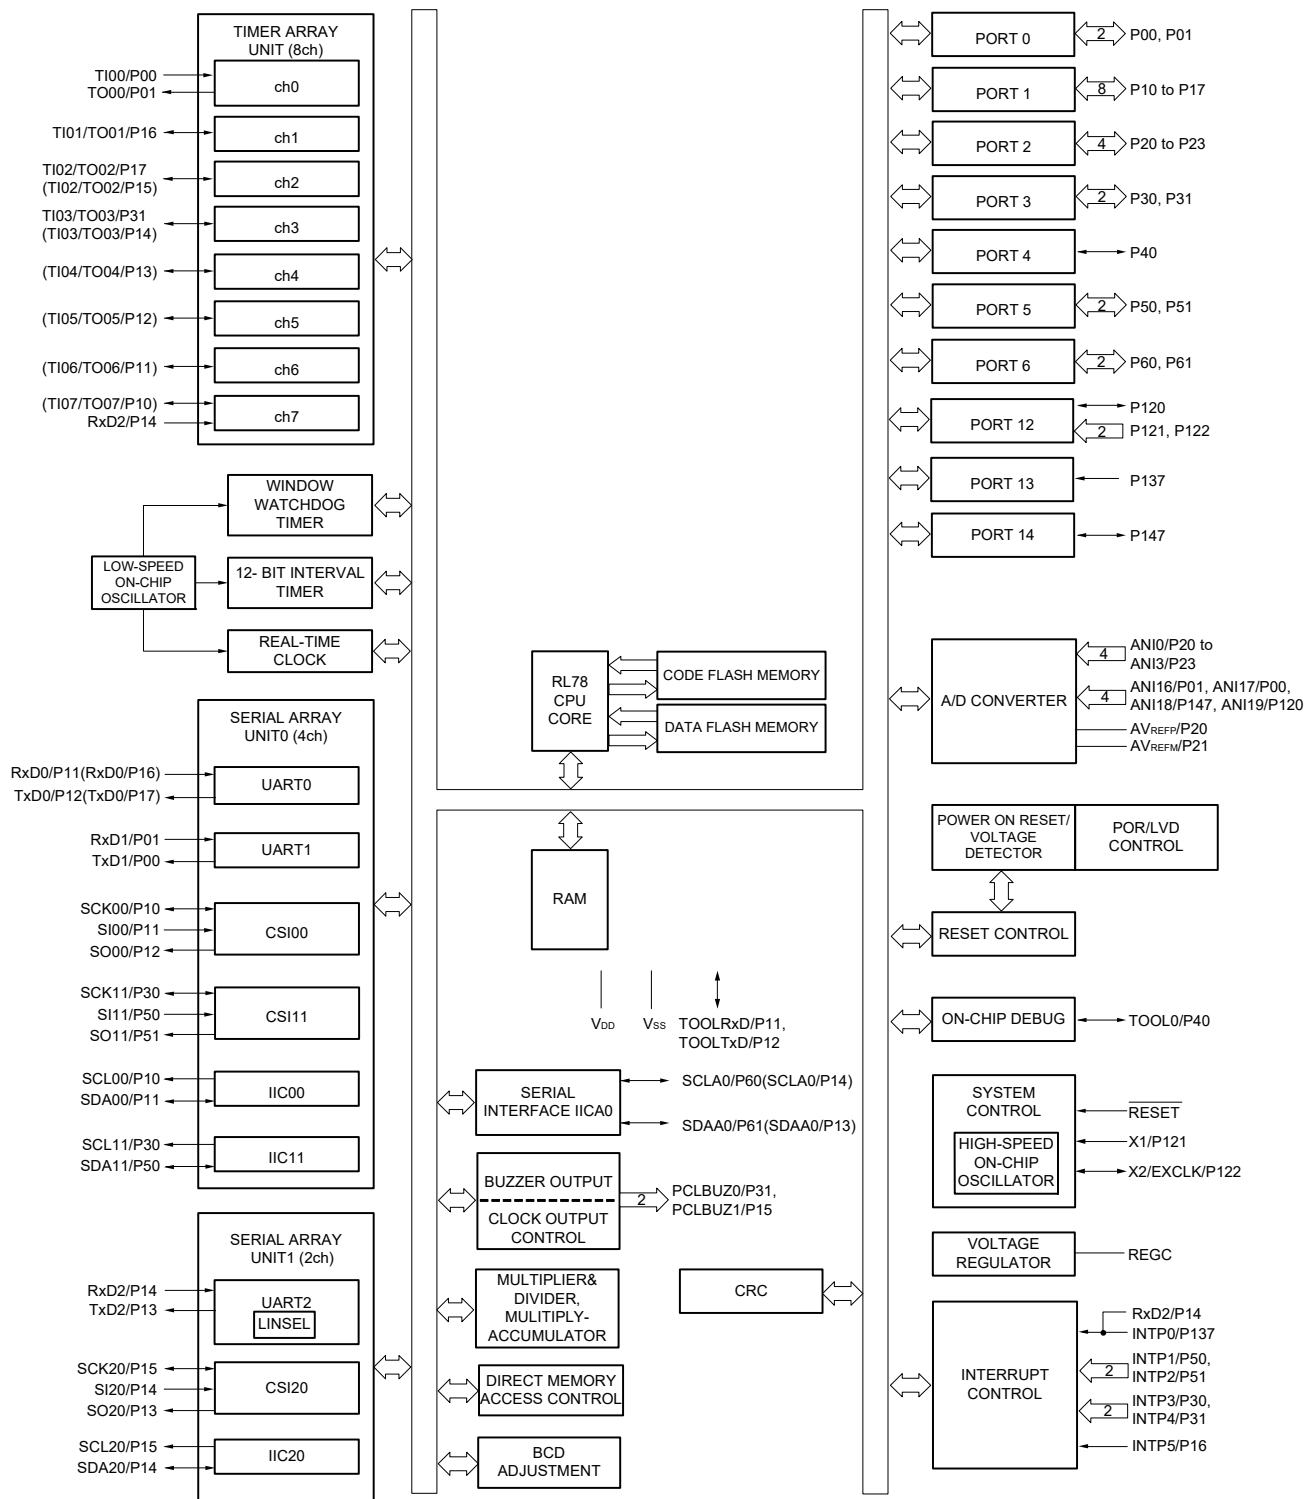 TIMER ARRAY
UNIT (8ch)
TI00/P00
TO00/P01
ch0
TI01/TO01/P16
ch1
TI02/TO02/P17
(TI02/TO02/P15)
ch2
TI03/TO03/P31
(TI03/TO03/P14)
ch3
(TI04/TO04/P13)
ch4
(TI05/TO05/P12)
ch5
(TI06/TO06/P11)
ch6
(TI07/TO07/P10)
RxD2/P14
ch7
WINDOW
WATCHDOG
TIMER
LOW-SPEED
ON-CHIP
OSCILLATOR
12- BIT INTERVAL
TIMER
REAL-TIME
CLOCK
SERIAL ARRAY
UNIT0 (4ch)
RxD0/P11(RxD0/P16)
TxD0/P12(TxD0/P17)
UART0
RxD1/P01
TxD1/P00
UART1
SCK00/P10
SI00/P11
SO00/P12
CSI00
SCK11/P30
SI11/P50
SO11/P51
CSI11
SCL00/P10
SDA00/P11
IIC00
SCL11/P30
SDA11/P50
IIC11
SERIAL ARRAY
UNIT1 (2ch)
RxD2/P14
TxD2/P13
UART2
LINSEL
SCK20/P15
SI20/P14
SO20/P13
CSI20
SCL20/P15
SDA20/P14
IIC20
RL78
CPU
CORE
CODE FLASH MEMORY
DATA FLASH MEMORY
RAM
VDD
VSS
TOOLRxD/P11,
TOOLTxD/P12
SERIAL
INTERFACE IICA0
SCLA0/P60(SCLA0/P14)
SDAA0/P61(SDAA0/P13)
BUZZER OUTPUT
CLOCK OUTPUT
CONTROL
2
PCLBUZ0/P31,
PCLBUZ1/P15
MULTIPLIER&
DIVIDER,
MULITIPLY-
ACCUMULATOR
DIRECT MEMORY
ACCESS CONTROL
BCD
ADJUSTMENT
CRC
PORT 0
2
P00, P01
PORT 1
8
P10 to P17
PORT 2
4
P20 to P23
PORT 3
2
P30, P31
PORT 4
P40
PORT 5
2
P50, P51
PORT 6
2
P60, P61
PORT 12
P120
2
P121, P122
PORT 13
P137
PORT 14
P147
A/D CONVERTER
4
ANI0/P20 to
ANI3/P23
4
ANI16/P01, ANI17/P00,
ANI18/P147, ANI19/P120
AVREFP/P20
AVREFM/P21
POWER ON RESET/
VOLTAGE
DETECTOR
POR/LVD
CONTROL
RESET CONTROL
ON-CHIP DEBUG
TOOL0/P40
SYSTEM
CONTROL
HIGH-SPEED
ON-CHIP
OSCILLATOR
RESET
X1/P121
X2/EXCLK/P122
VOLTAGE
REGULATOR
REGC
INTERRUPT
CONTROL
RxD2/P14
INTP0/P137
2
INTP1/P50,
INTP2/P51
2
INTP3/P30,
INTP4/P31
INTP5/P16